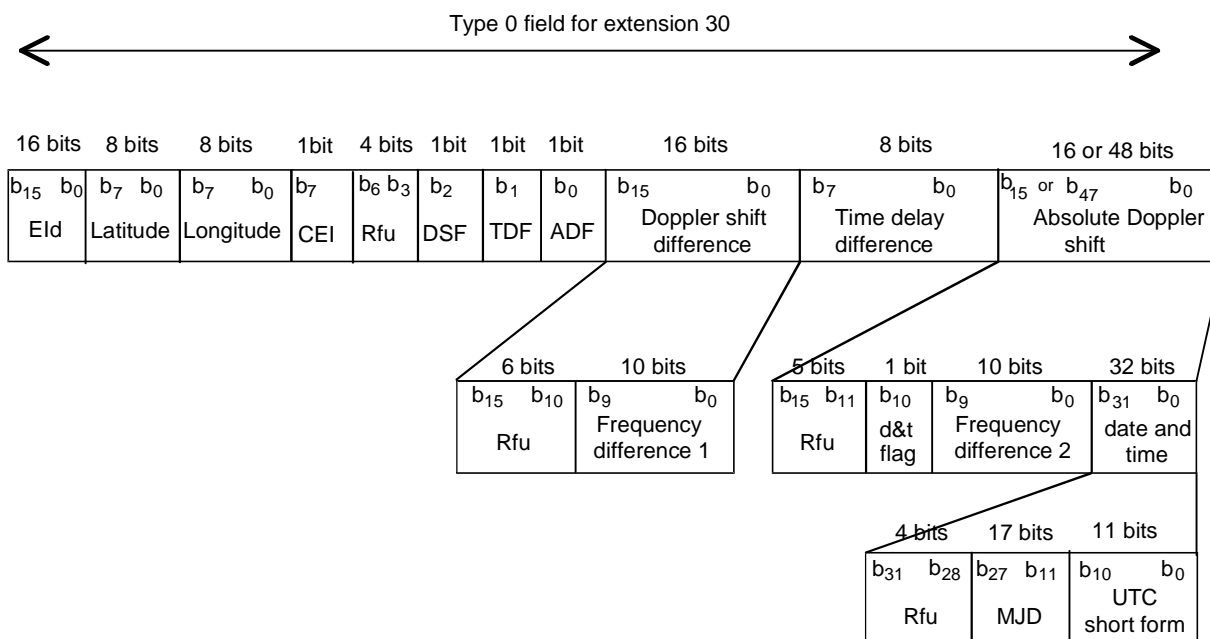 Type 0 field for extension 30
16 bits 8 bits 8 bits 1bit 4 bits 1bit 1bit 1bit 16 bits 8 bits 16 or 48 bits
b15 b0 b7 b0 b7 b0 b7 b6 b3 b2 b1 b0 b15 b0 b7 b0 b15 or b47 b0
EId Latitude Longitude CEI Rfu DSF TDF ADF Doppler shift Time delay Absolute Doppler
difference difference shift
6 bits 10 bits 5 bits 1 bit 10 bits 32 bits
b15 b10 b9 b0 b15 b11 b10 b9 b0 b31 b0
Rfu Frequency Rfu d&t Frequency date and
difference 1 flag difference 2 time
4 bits 17 bits 11 bits
b31 b28 b27 b11 b10 b0
Rfu MJD UTC
short form